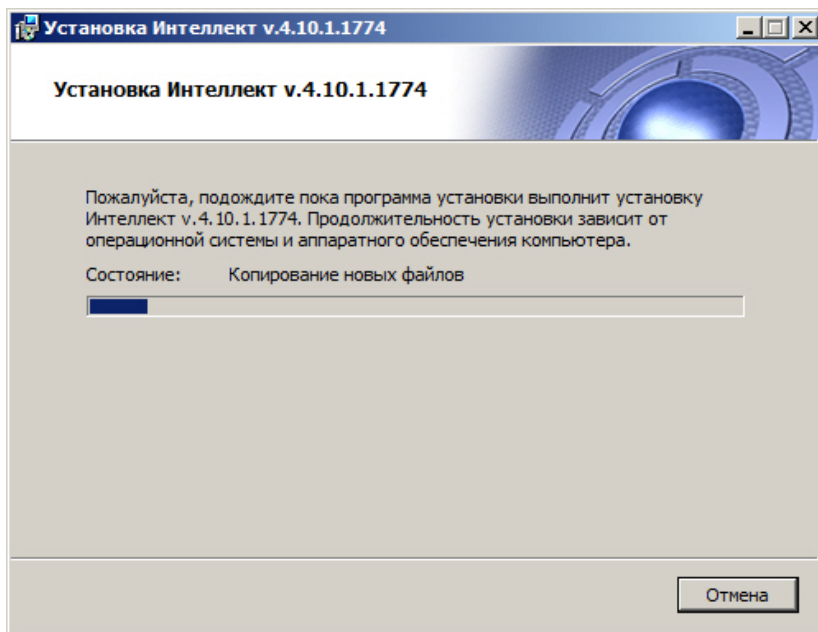 Установка Интеллект v.4.10.1.1774
Установка Интеллект v.4.10.1.1774
Пожалуйста, подождите пока программа установки выполнит установку
Интеллект v.4.10.1.1774. Продолжительность установки зависит от
операционной системы и аппаратного обеспечения компьютера.
Состояние: Копирование новых файлов
Отмена